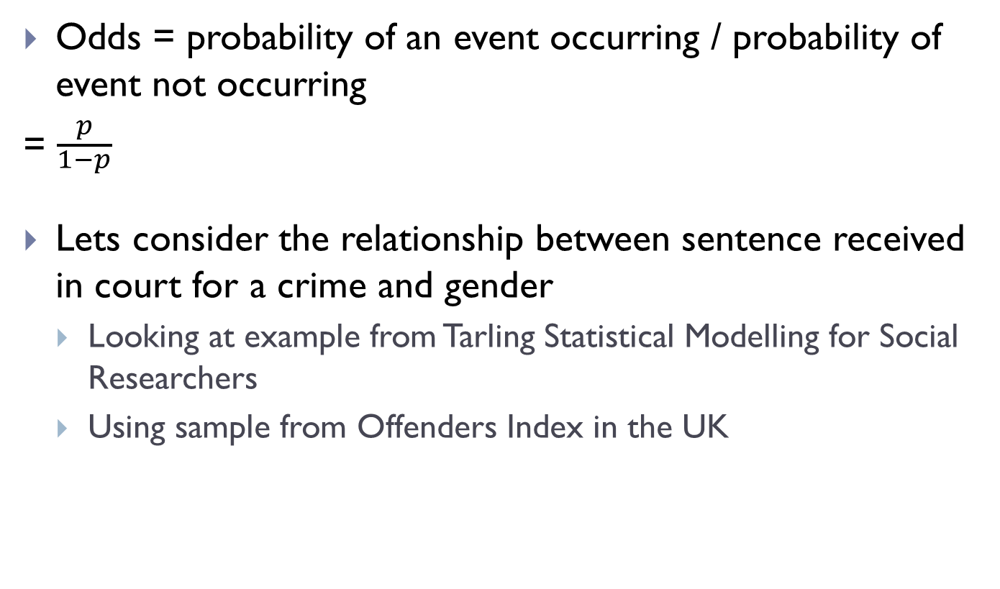 Odds = probability of an event occurring / probability of
event not occurring
= p/1−p
Lets consider the relationship between sentence received
in court for a crime and gender
Looking at example from Tarling Statistical Modelling for Social
Researchers
Using sample from Offenders Index in the UK